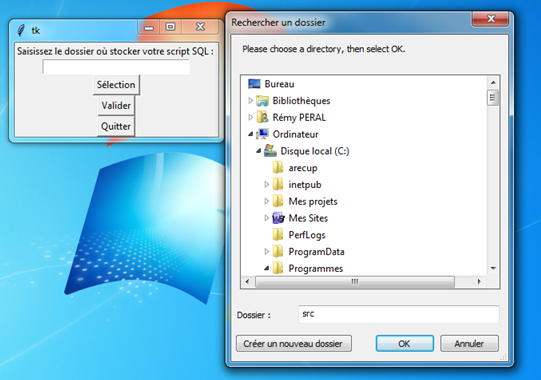 tk
Saisissez le dossier où stocker votre script SQL :
Sélection
Valider
Quitter
Rechercher un dossier
Please choose a directory, then select OK.
Bureau
Bibliothèques
Rémy PERAL
Ordinateur
Disque local (C:)
arecup
inetpub
Mes projets
Mes Sites
PerfLogs
ProgramData
Programmes
Dossier :
src
Créer un nouveau dossier
OK
Annuler